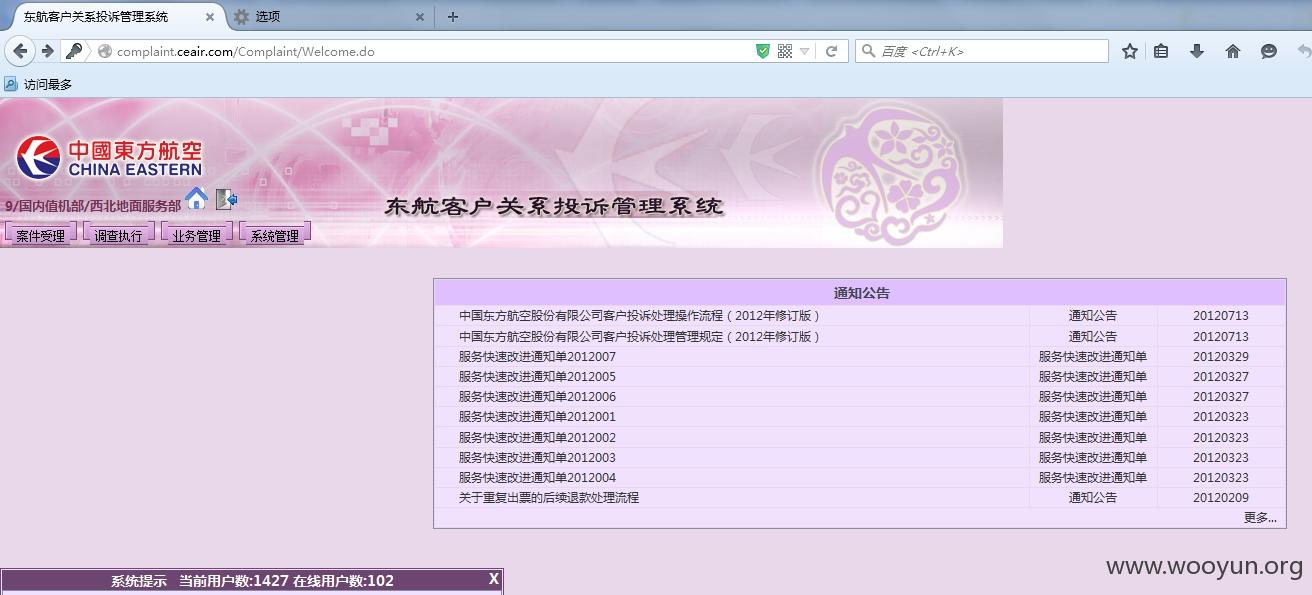 东航客户关系投诉管理系统 × 选项 × +
complaint.ceair.com/Complaint/Welcome.do 百度 <Ctrl+K>
访问最多
中國東方航空
CHINA EASTERN
9/国内值机部/西北地面服务部
东航客户关系投诉管理系统
案件受理 调查执行 业务管理 系统管理
通知公告
中国东方航空股份有限公司客户投诉处理操作流程（2012年修订版） 通知公告 20120713
中国东方航空股份有限公司客户投诉处理管理规定（2012年修订版） 通知公告 20120713
服务快速改进通知单2012007 服务快速改进通知单 20120329
服务快速改进通知单2012005 服务快速改进通知单 20120327
服务快速改进通知单2012006 服务快速改进通知单 20120327
服务快速改进通知单2012001 服务快速改进通知单 20120323
服务快速改进通知单2012002 服务快速改进通知单 20120323
服务快速改进通知单2012003 服务快速改进通知单 20120323
服务快速改进通知单2012004 服务快速改进通知单 20120323
关于重复出票的后续退款处理流程 通知公告 20120209
更多...
系统提示 当前用户数:1427 在线用户数:102 X
www.wooyun.org